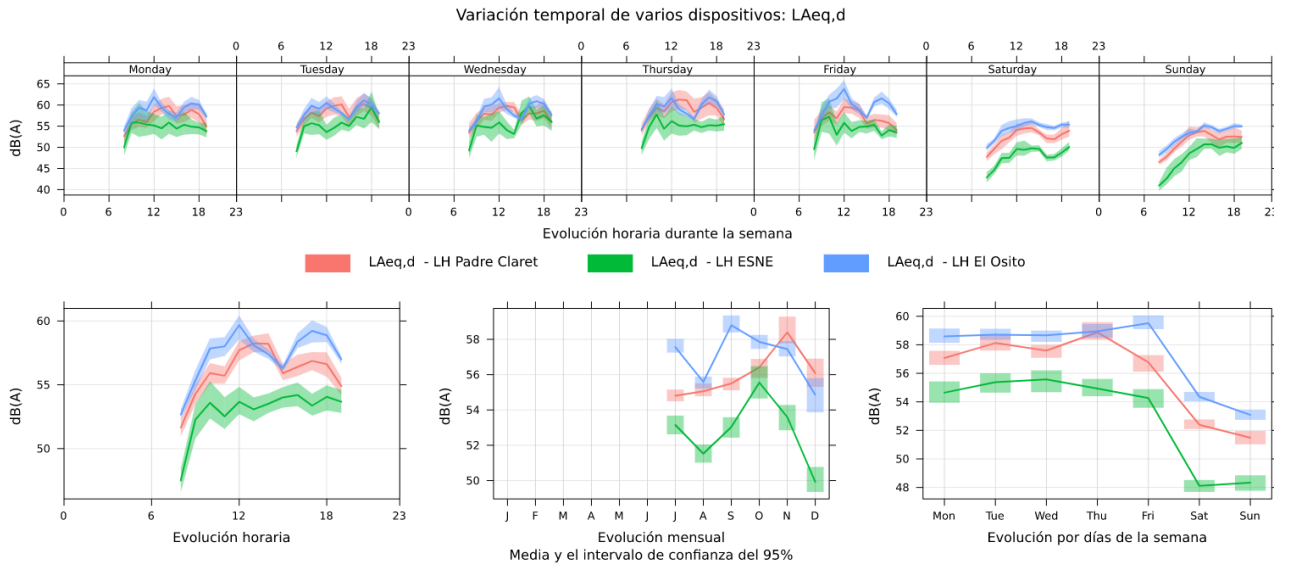 Variación temporal de varios dispositivos: LAeq,d
0 6 12 18 23 0 6 12 18 23 0 6 12 18 23
Monday Tuesday Wednesday Thursday Friday Saturday Sunday
65
60
55
50
45
40
dB(A)
0 6 12 18 23 0 6 12 18 23 0 6 12 18 23 0 6 12 18 23
Evolución horaria durante la semana
LAeq,d - LH Padre Claret LAeq,d - LH ESNE LAeq,d - LH El Osito
60
55
50
dB(A)
0 6 12 18 23
Evolución horaria
58
56
54
52
50
dB(A)
J F M A M J J A S O N D
Evolución mensual
Media y el intervalo de confianza del 95%
60
58
56
54
52
50
48
dB(A)
Mon Tue Wed Thu Fri Sat Sun
Evolución por días de la semana